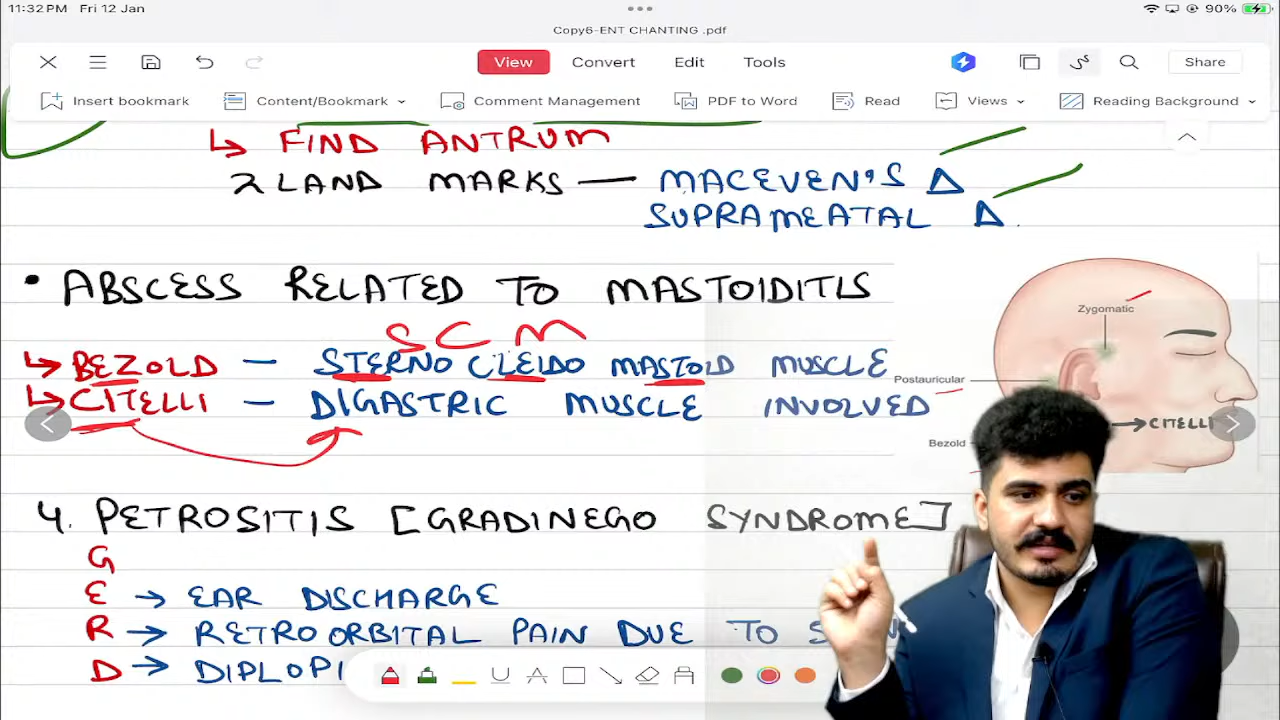 11:32 PM Fri 12 Jan
90%
Copy6-ENT CHANTING .pdf
View Convert Edit Tools
Share
Insert bookmark Content/Bookmark Comment Management PDF to Word Read Views Reading Background
↳ FIND ANTRUM
2 LAND MARKS — MACEVEN'S Δ
SUPRAMEATAL Δ
• ABSCESS RELATED TO MASTOIDITIS
SCM
Zygomatic
↳ BEZOLD — STERNO CLEIDO MASTOID MUSCLE
Postauricular
↳ CITELLI — DIGASTRIC MUSCLE INVOLVED
→ CITELLI
Bezold
4. PETROSITIS [GRADINEGO SYNDROME]
G
E → EAR DISCHARGE
R → RETRO ORBITAL PAIN DUE TO
D →